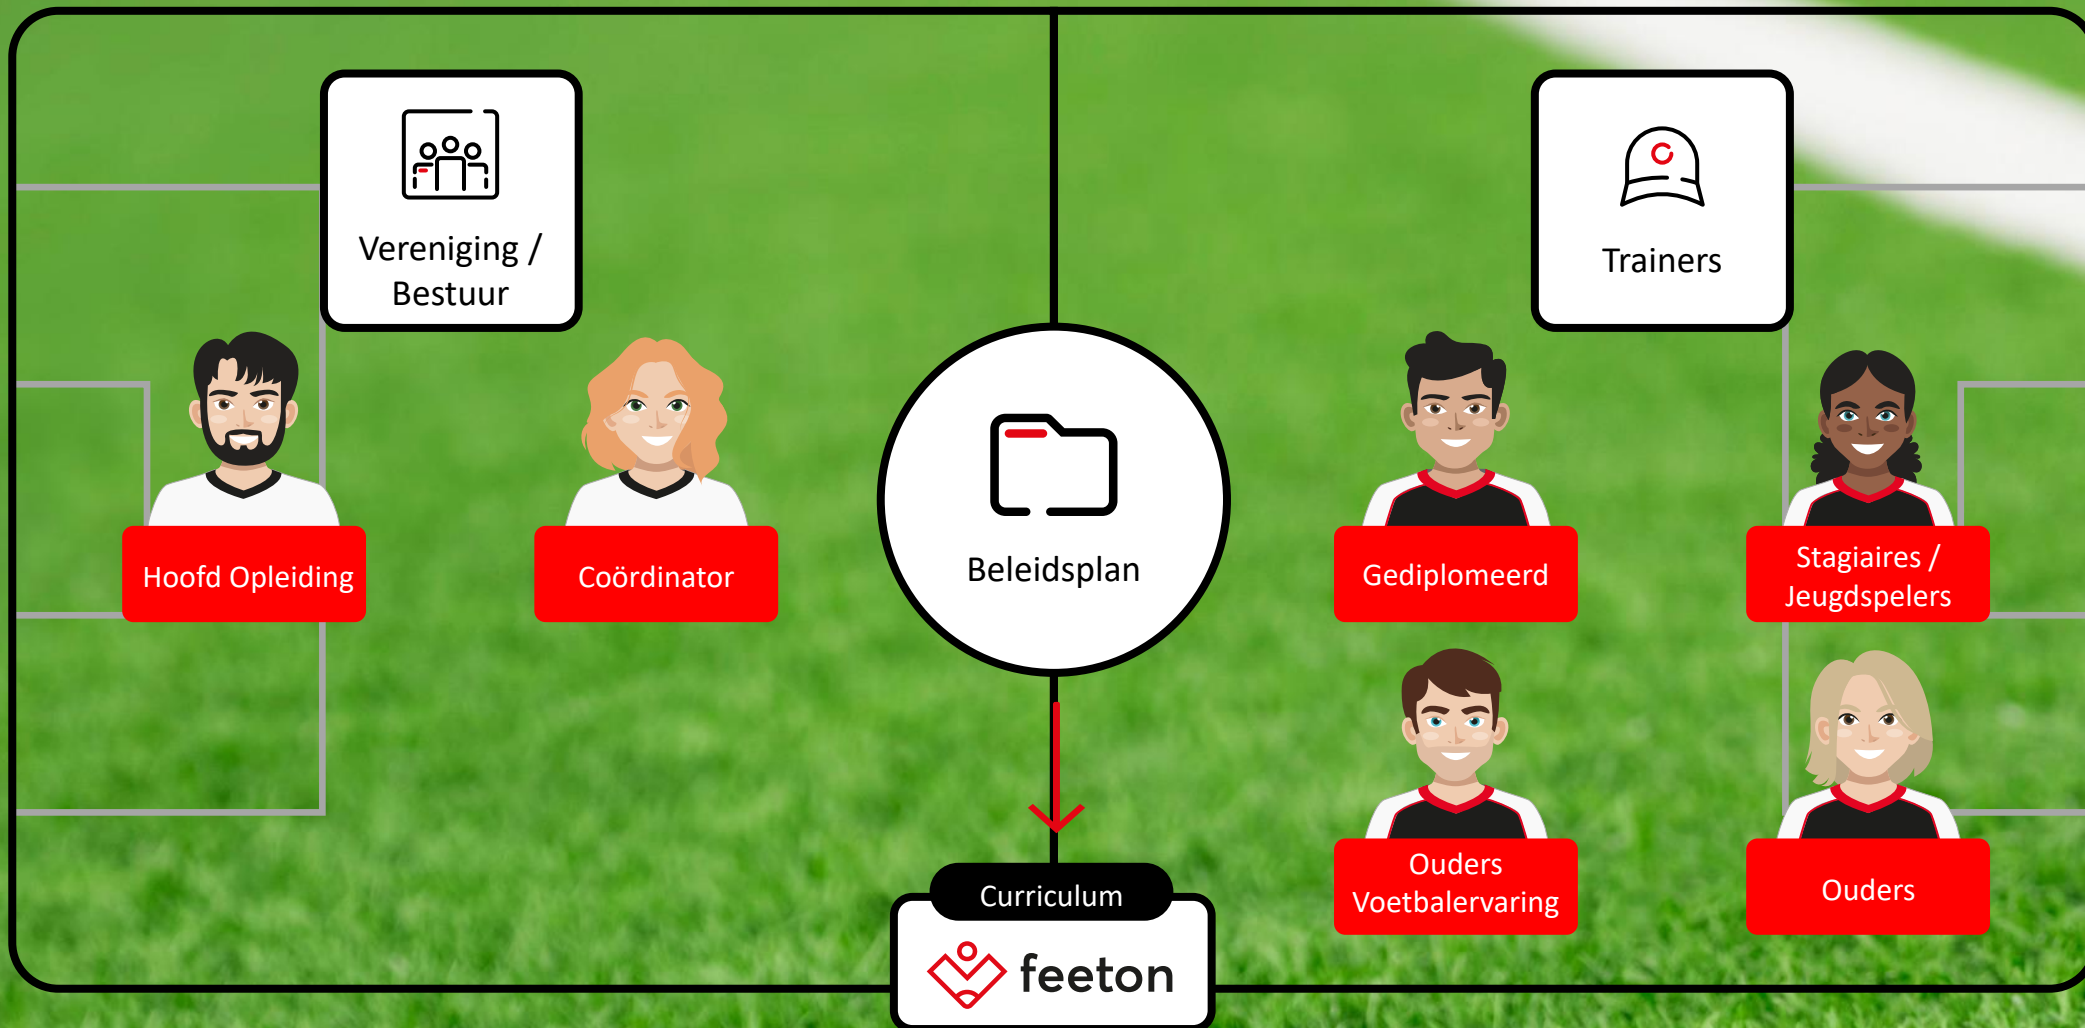 Vereniging /
Bestuur
Trainers
Hoofd Opleiding
Coördinator
Beleidsplan
Gediplomeerd
Stagiaires /
Jeugdspelers
Ouders
Voetbalervaring
Ouders
Curriculum
feeton